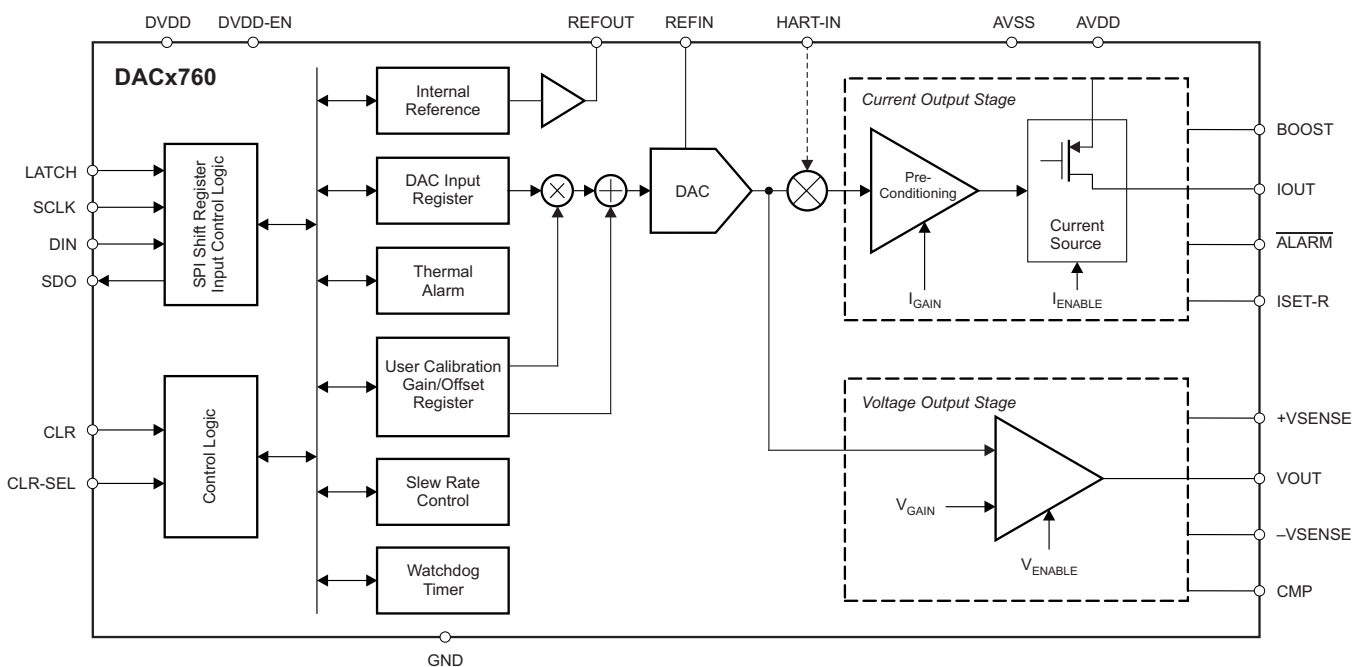 DVDD
DVDD-EN
REFOUT
REFIN
HART-IN
AVSS
AVDD
DACx760
LATCH
SCLK
DIN
SDO
SPI Shift Register
Input Control Logic
CLR
CLR-SEL
Control Logic
Internal
Reference
DAC Input
Register
Thermal
Alarm
User Calibration
Gain/Offset
Register
Slew Rate
Control
Watchdog
Timer
×
+
DAC
Current Output Stage
Pre-
Conditioning
Current
Source
IGAIN
IENABLE
BOOST
IOUT
ALARM
ISET-R
Voltage Output Stage
VGAIN
VENABLE
+VSENSE
VOUT
–VSENSE
CMP
GND